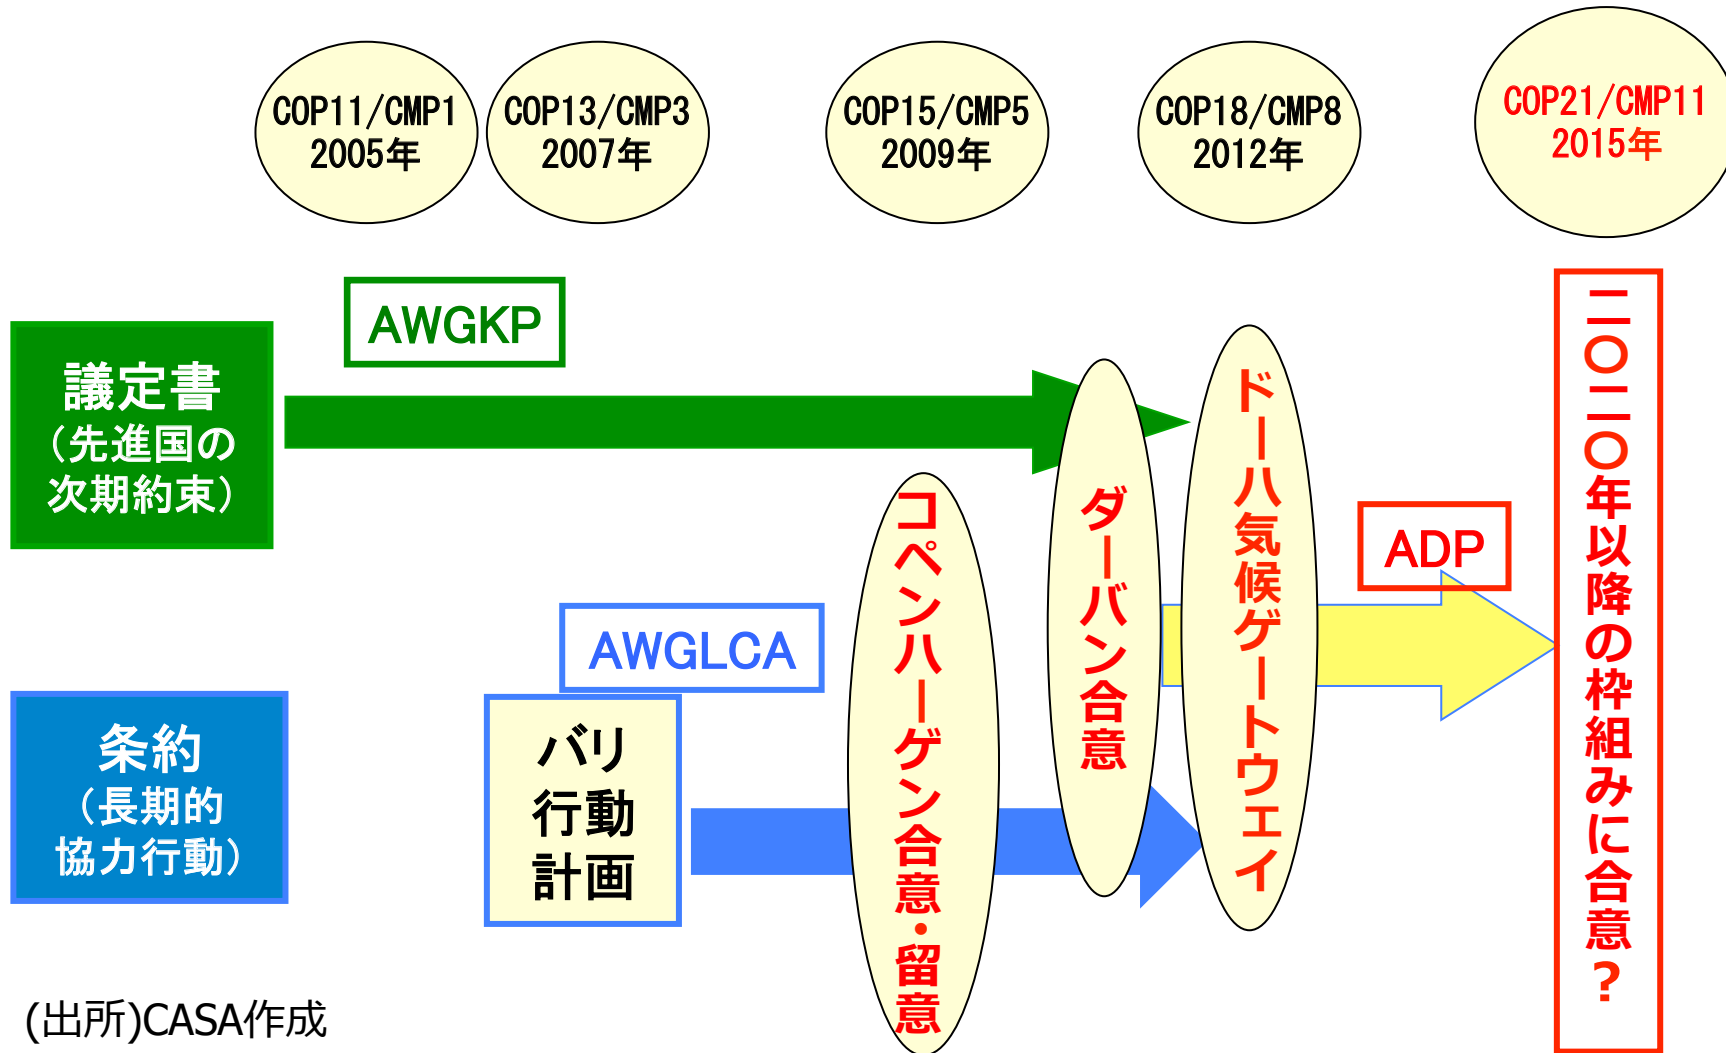 COP11/CMP1
2005年
COP13/CMP3
2007年
COP15/CMP5
2009年
COP18/CMP8
2012年
COP21/CMP11
2015年
AWGKP
議定書
（先進国の
次期約束）
AWGLCA
条約
（長期的
協力行動）
バリ
行動
計画
コペンハーゲン合意・留意
ダーバン合意
ドーハ気候ゲートウェイ
ADP
二〇二〇年以降の枠組みに合意？
(出所)CASA作成